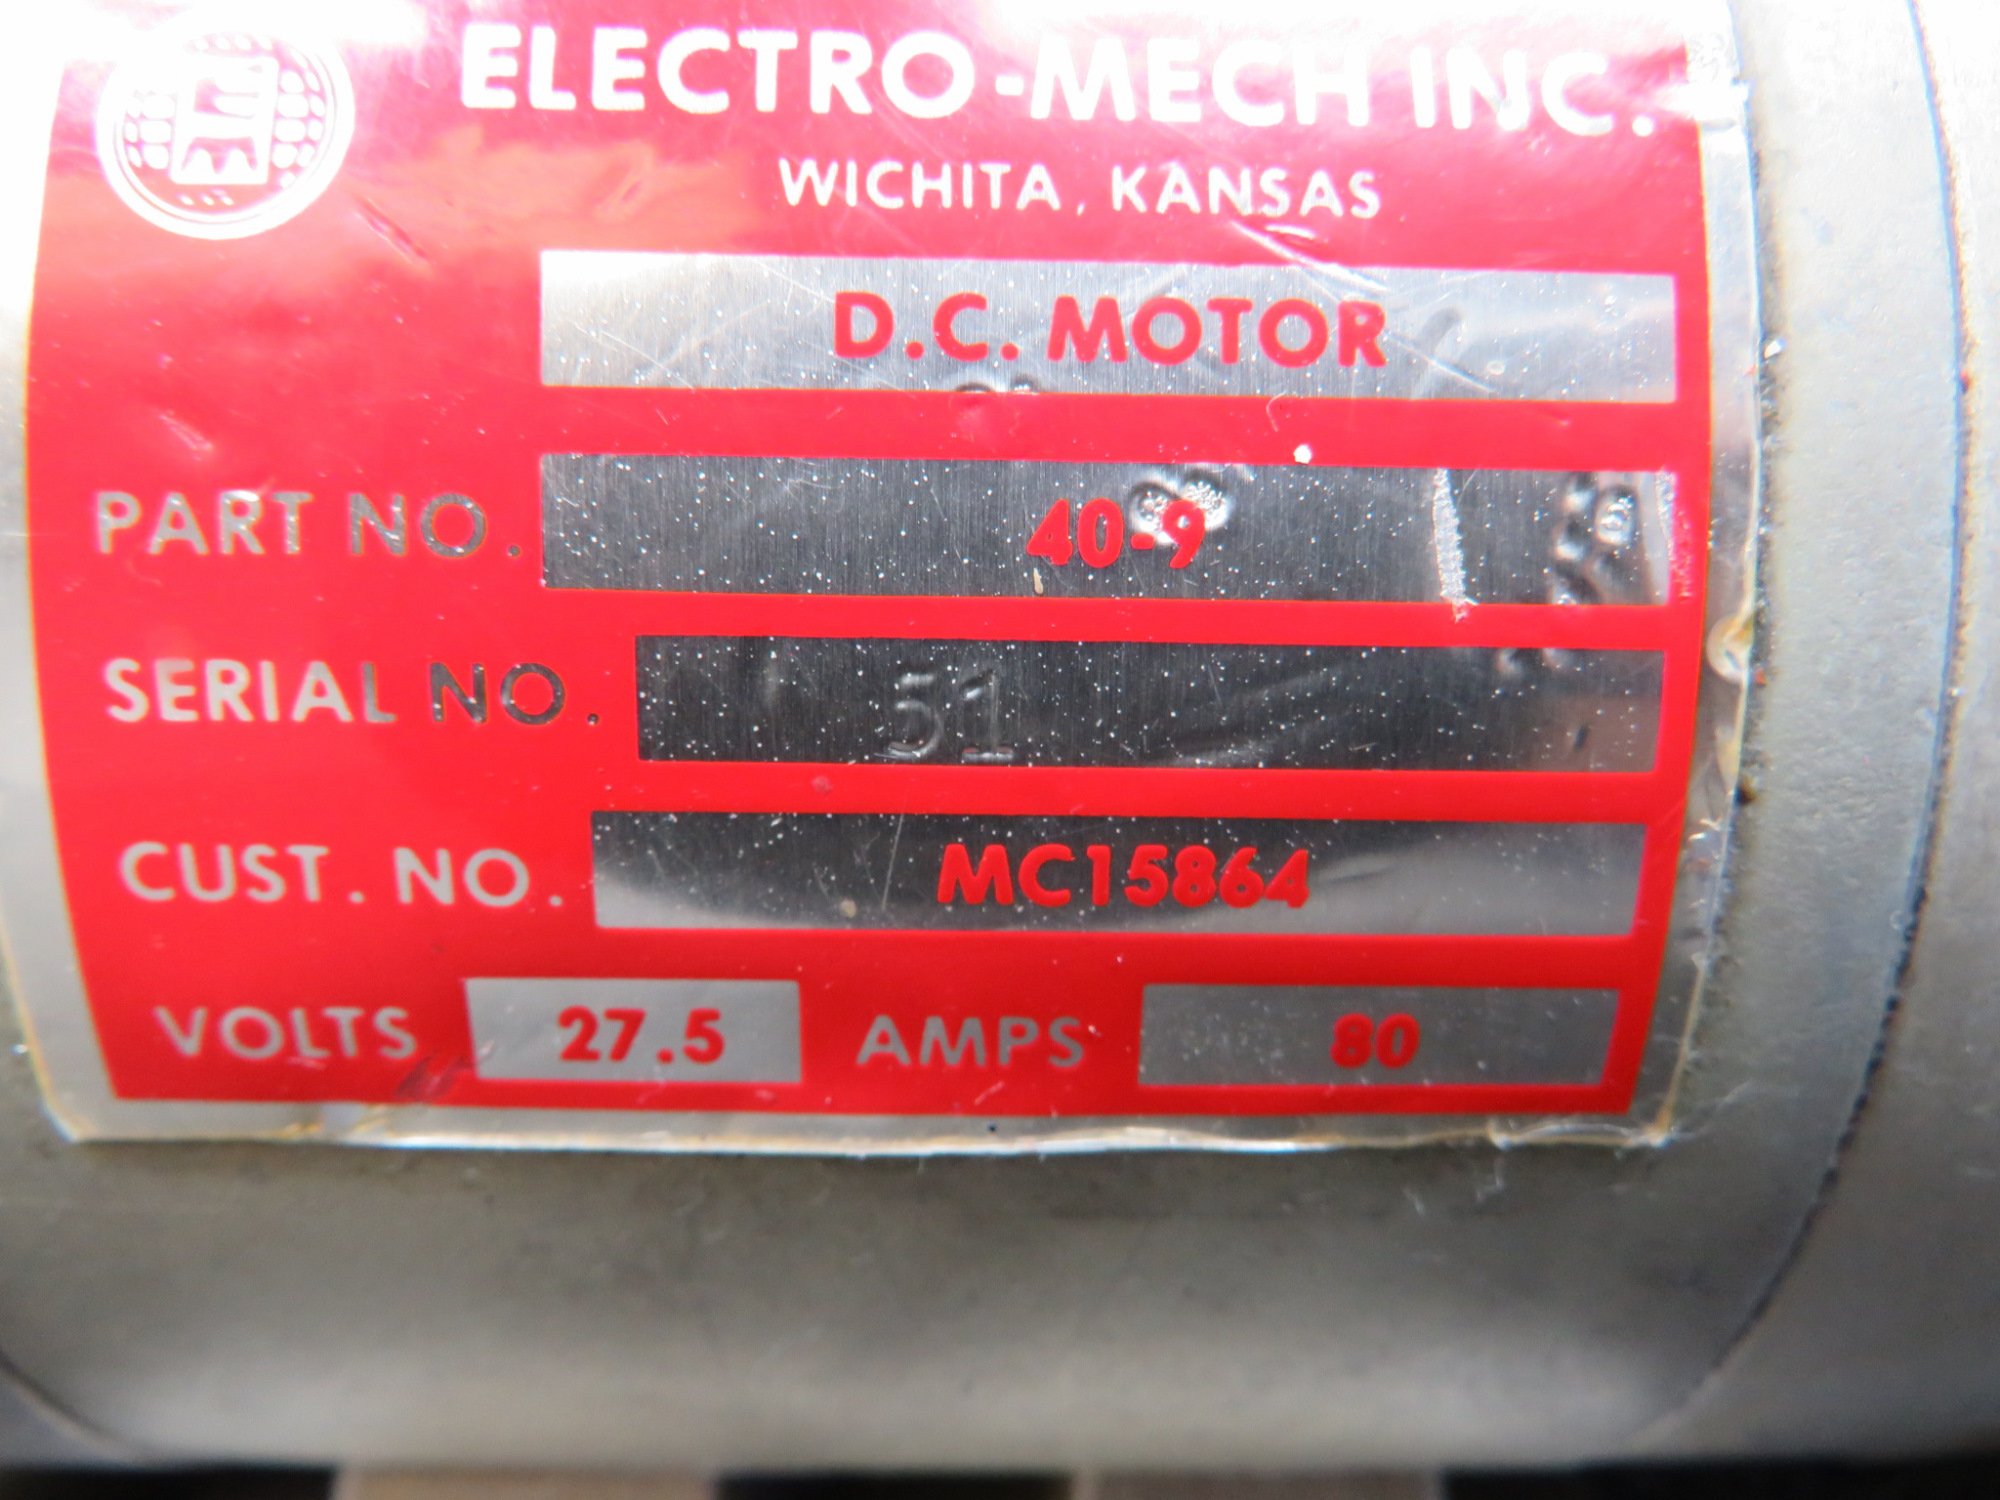 ELECTRO-MECH INC.
WICHITA, KANSAS
D.C. MOTOR
PART NO. 40-9
SERIAL NO. 51
CUST. NO. MC15864
VOLTS 27.5 AMPS 80